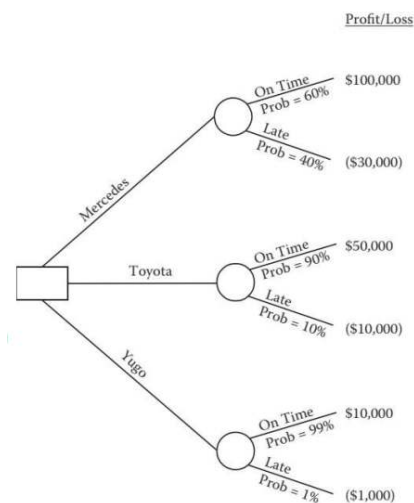 Profit/Loss
On Time
Prob = 60%
$100,000
Mercedes
Late
Prob = 40%
($30,000)
On Time
Prob = 90%
$50,000
Toyota
Late
Prob = 10%
($10,000)
Yugo
On Time
Prob = 99%
$10,000
Late
Prob = 1%
($1,000)